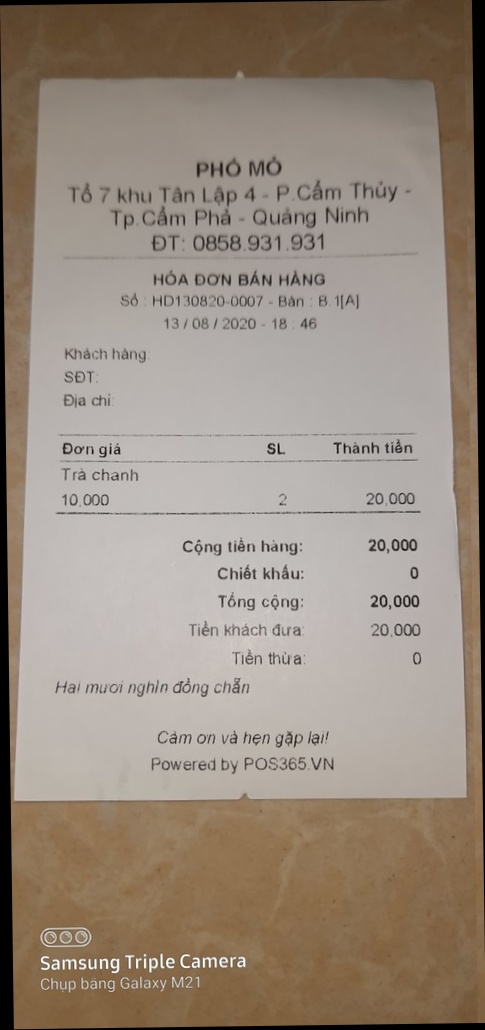 PHỐ MỎ
Tổ 7 khu Tân Lập 4 - P.Cẩm Thủy -
Tp.Cẩm Phả - Quảng Ninh
ĐT: 0858.931.931
HÓA ĐƠN BÁN HÀNG
Số : HD130820-0007 - Bàn : B.1[A]
13 / 08 / 2020 - 18 : 46
Khách hàng:
SĐT:
Địa chỉ:
Đơn giá SL Thành tiền
Trà chanh
10,000 2 20,000
Cộng tiền hàng: 20,000
Chiết khấu: 0
Tổng cộng: 20,000
Tiền khách đưa: 20,000
Tiền thừa: 0
Hai mươi nghìn đồng chẵn
Cảm ơn và hẹn gặp lại!
Powered by POS365.VN
Samsung Triple Camera
Chụp bằng Galaxy M21